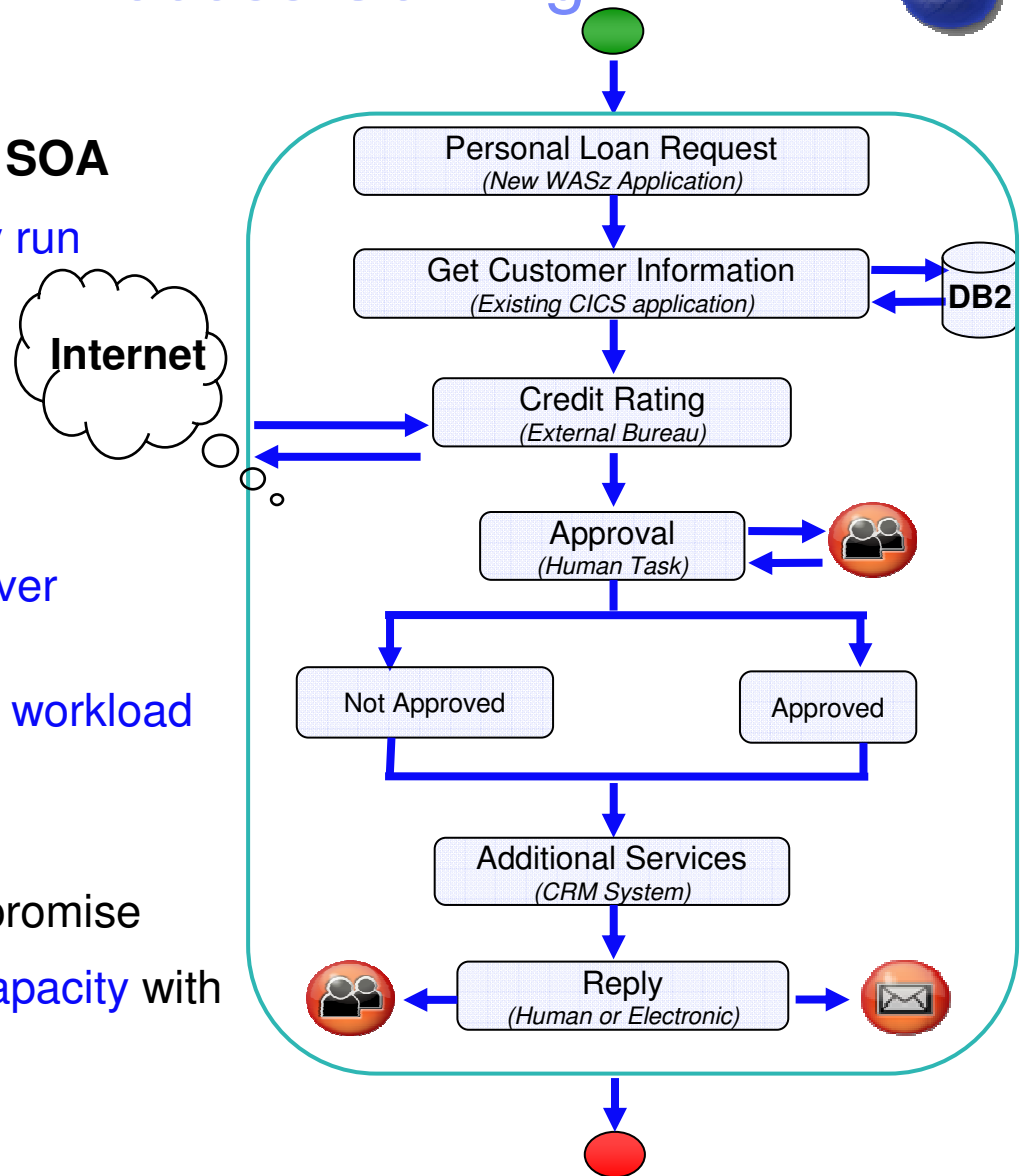 SOA
run
Internet
ver
workload
promise
apacity with
Personal Loan Request
(New WASz Application)
Get Customer Information
(Existing CICS application)
DB2
Credit Rating
(External Bureau)
Approval
(Human Task)
Not Approved
Approved
Additional Services
(CRM System)
Reply
(Human or Electronic)